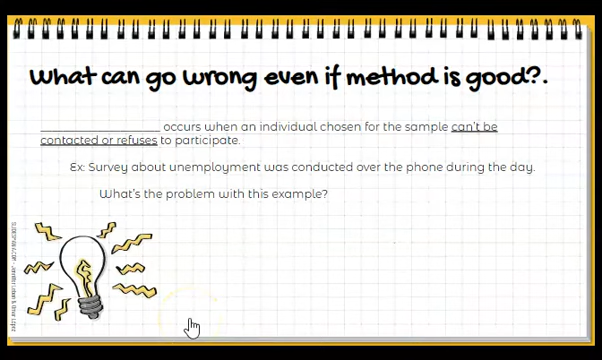 What can go wrong even if method is good?.
____________________ occurs when an individual chosen for the sample can't be
contacted or refuses to participate.
Ex: Survey about unemployment was conducted over the phone during the day.
What's the problem with this example?